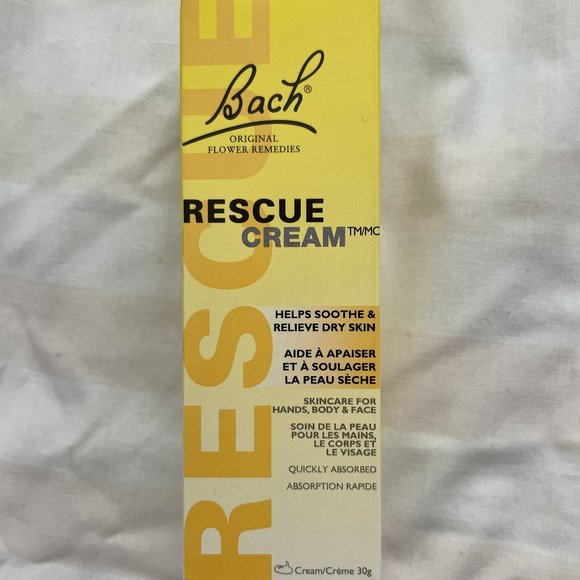 RESCUE
Bach®
ORIGINAL
FLOWER REMEDIES
RESCUE
CREAM™/MC
HELPS SOOTHE &
RELIEVE DRY SKIN
AIDE À APAISER
ET À SOULAGER
LA PEAU SÈCHE
SKINCARE FOR
HANDS, BODY & FACE
SOIN DE LA PEAU
POUR LES MAINS,
LE CORPS ET
LE VISAGE
QUICKLY ABSORBED
ABSORPTION RAPIDE
Cream/Crème 30g